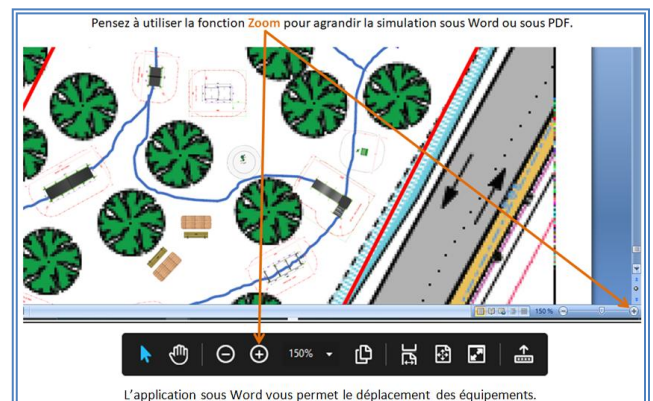 Pensez à utiliser la fonction Zoom pour agrandir la simulation sous Word ou sous PDF.
150 %
150%
L'application sous Word vous permet le déplacement des équipements.